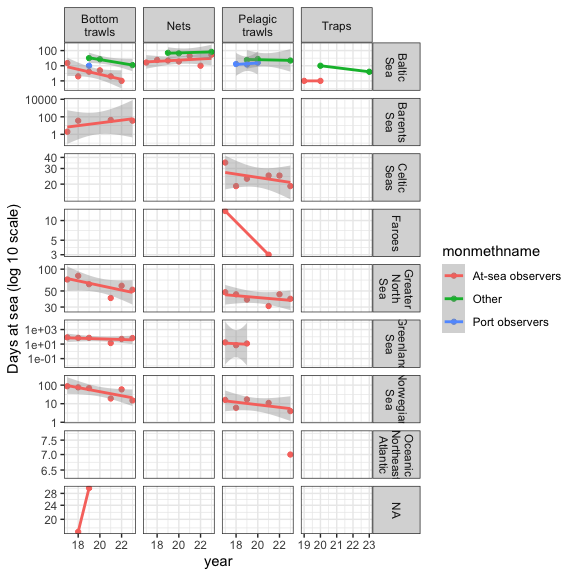 Bottom
trawls
Nets
Pelagic
trawls
Traps
100
10
1
Baltic
Sea
10000
100
1
Barents
Sea
40
30
20
Celtic
Seas
10
5
3
Faroes
100
50
30
Greater
North
Sea
1e+03
1e+01
1e-01
Greenland
Sea
100
10
1
Norwegian
Sea
7.5
7.0
6.5
Oceanic
Northeast
Atlantic
28
24
20
NA
18 20 22
18 20 22
18 20 22
19 20 21 22 23
year
Days at sea (log 10 scale)
monmethname
At-sea observers
Other
Port observers